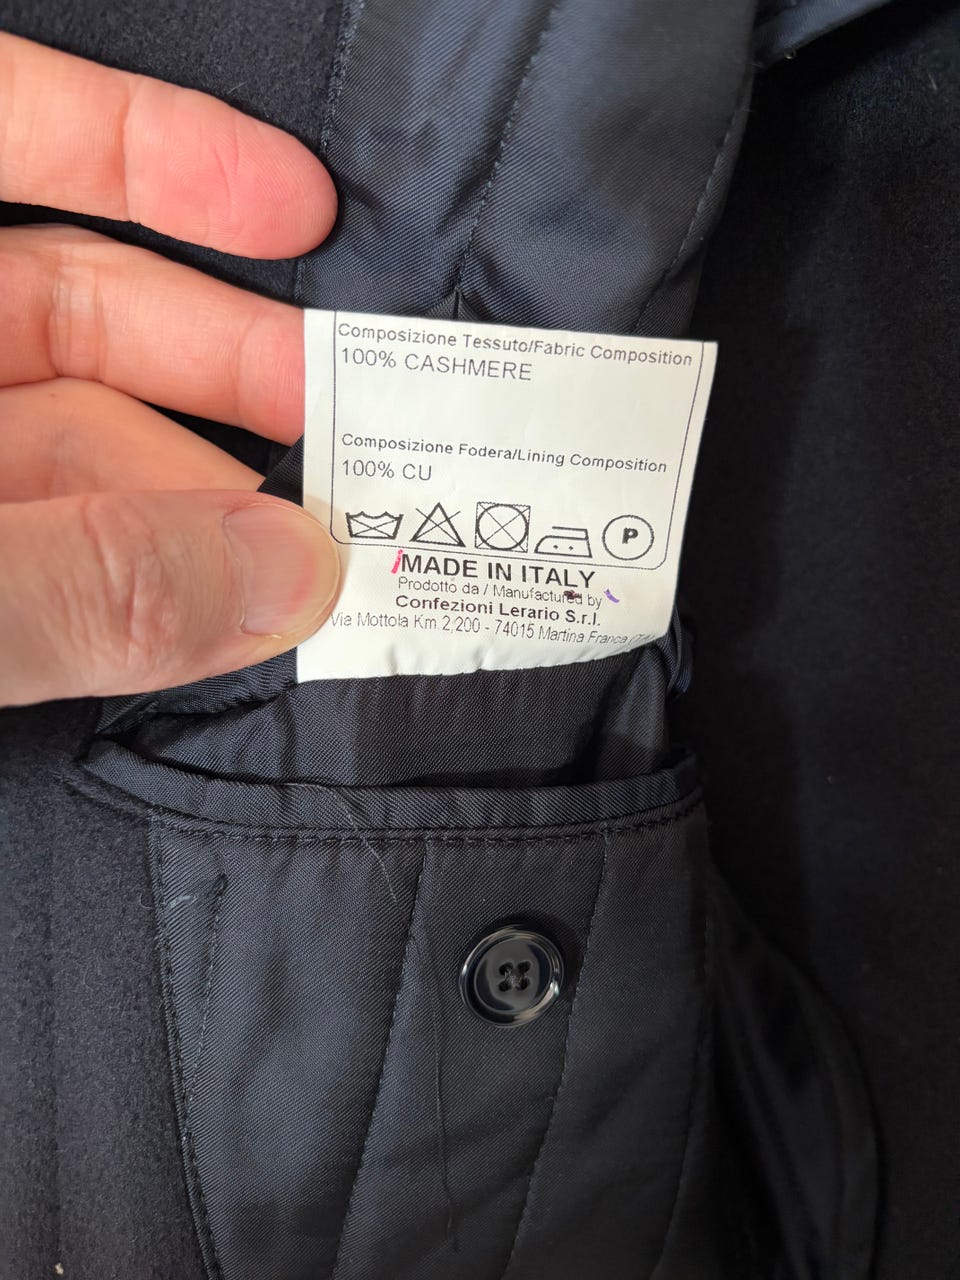 Composizione Tessuto/Fabric Composition
100% CASHMERE
Composizione Fodera/Lining Composition
100% CU
P
MADE IN ITALY
Prodotto da / Manufactured by
Confezioni Lerario S.r.l.
Via Mottola Km 2,200 - 74015 Martina Franca (TA)